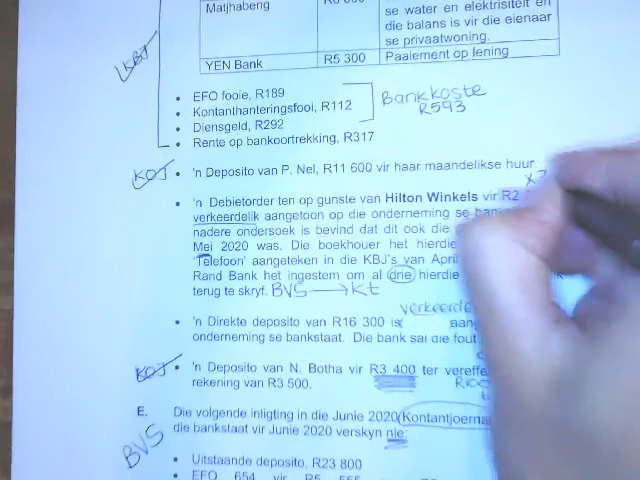 Matjhabeng
se water en elektrisiteit en
die balans is vir die eienaar
se privaatwoning.
YEN Bank R5 300 Paaiement op lening
KBJ
• EFO fooie, R189
• Kontanthanteringsfooi, R112
• Diensgeld, R292
• Rente op bankoortrekking, R317
Bankkoste
R593
KOJ • 'n Deposito van P. Nel, R11 600 vir haar maandelikse huur.
• 'n Debietorder ten gunste van Hilton Winkels vir R2
verkeerdelik aangetoon op die onderneming se
nadere ondersoek is bevind dat dit ook die
Mei 2020 was. Die boekhouer het hierdie
'Telefoon' aangeteken in die KBJ's van April
Rand Bank het ingestem om al drie hierdie
terug te skryf. BVS → Kt
verkeerde
• 'n Direkte deposito van R16 300 is
onderneming se bankstaat. Die bank sal die fout
KOJ • 'n Deposito van N. Botha vir R3 400 ter vereffe
rekening van R3 500.
E. Die volgende inligting in die Junie 2020 Kontantjoerna
die bankstaat vir Junie 2020 verskyn nie:
BVS
• Uitstaande deposito, R23 800
• EFO 654 vir R5 555